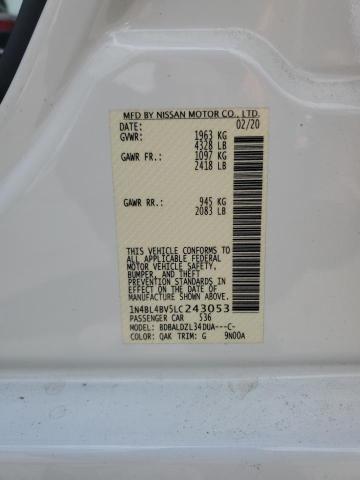 MFD BY NISSAN MOTOR CO., LTD.
DATE: 02/20
GVWR: 1963 KG
4328 LB
GAWR FR.: 1097 KG
2418 LB
GAWR RR.: 945 KG
2083 LB
THIS VEHICLE CONFORMS TO
ALL APPLICABLE FEDERAL
MOTOR VEHICLE SAFETY,
BUMPER, AND THEFT
PREVENTION STANDARDS IN
EFFECT ON THE DATE OF
MANUFACTURE SHOWN ABOVE.
1N4BL4BV5LC243053
PASSENGER CAR 536
MODEL: BDBALDZL34DUA---C-
COLOR: QAK TRIM: G 9N00A